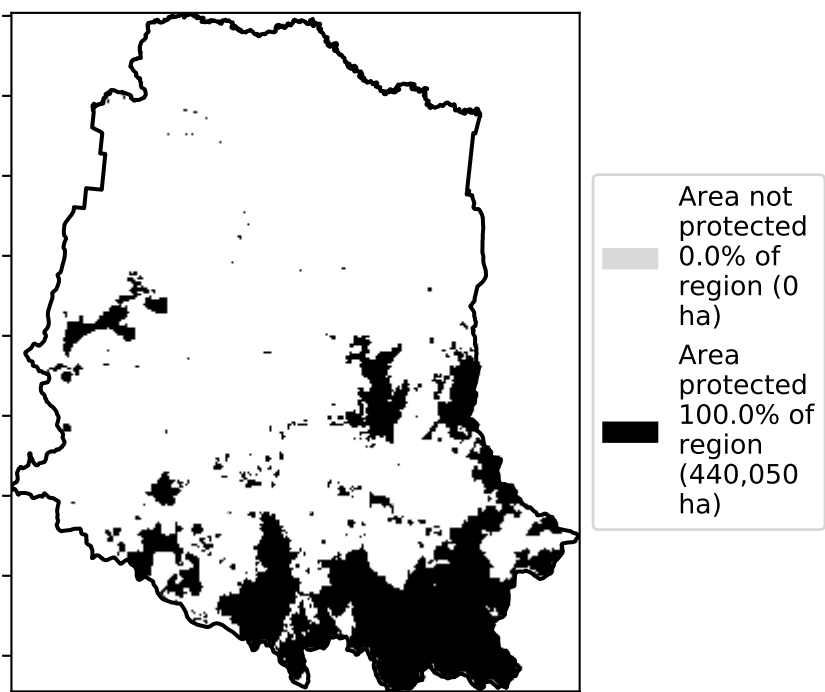 Area not
protected
0.0% of
region (0
ha)
Area
protected
100.0% of
region
(440,050
ha)